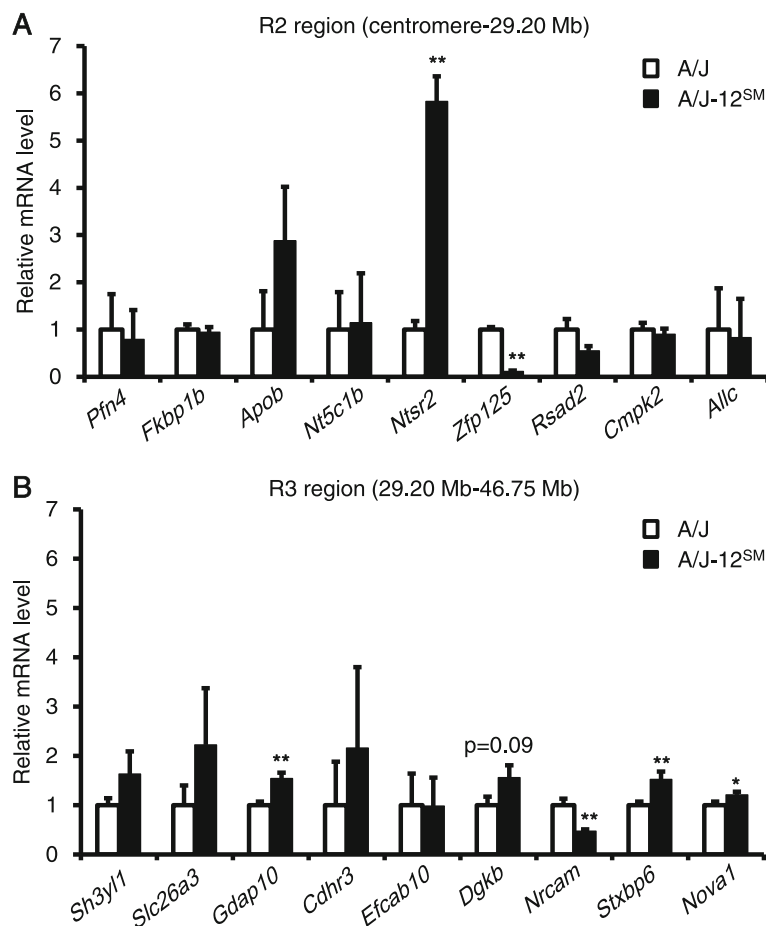 A
R2 region (centromere-29.20 Mb)
7
6
5
4
3
2
1
0
Relative mRNA level
A/J
A/J-12SM
**
**
Pfn4
Fkbp1b
Apob
Nt5c1b
Ntsr2
Zfp125
Rsad2
Cmpk2
Allc
B
R3 region (29.20 Mb-46.75 Mb)
7
6
5
4
3
2
1
0
Relative mRNA level
A/J
A/J-12SM
**
p=0.09
**
**
*
Sh3yl1
Slc26a3
Gdap10
Cdhr3
Efcab10
Dgkb
Nrcam
Stxbp6
Nova1